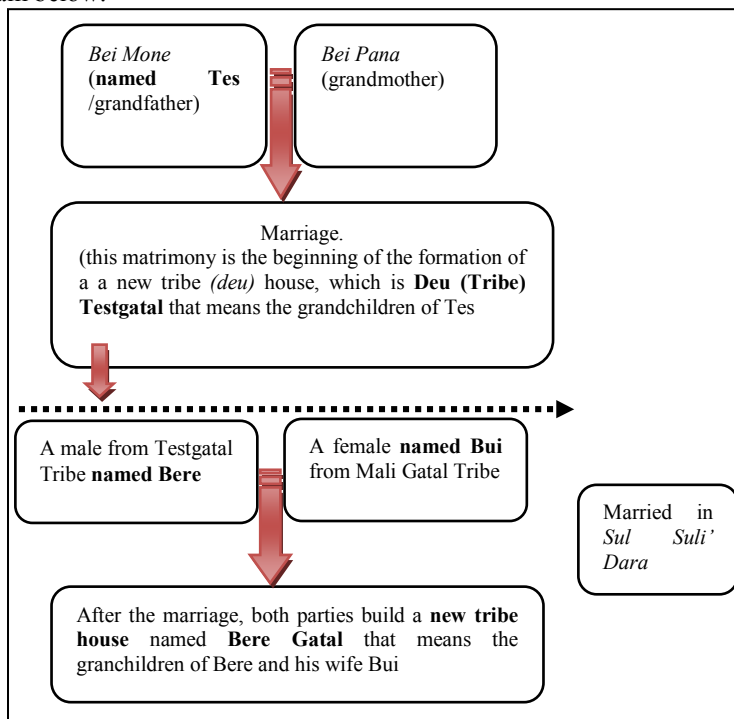 Bei Mone
(named Tes
/grandfather)
Bei Pana
(grandmother)
Marriage.
(this matrimony is the beginning of the formation of
a a new tribe (deu) house, which is Deu (Tribe)
Testgatal that means the grandchildren of Tes
A male from Testgatal
Tribe named Bere
A female named Bui
from Mali Gatal Tribe
Married in
Sul Suli’
Dara
After the marriage, both parties build a new tribe
house named Bere Gatal that means the
granchildren of Bere and his wife Bui